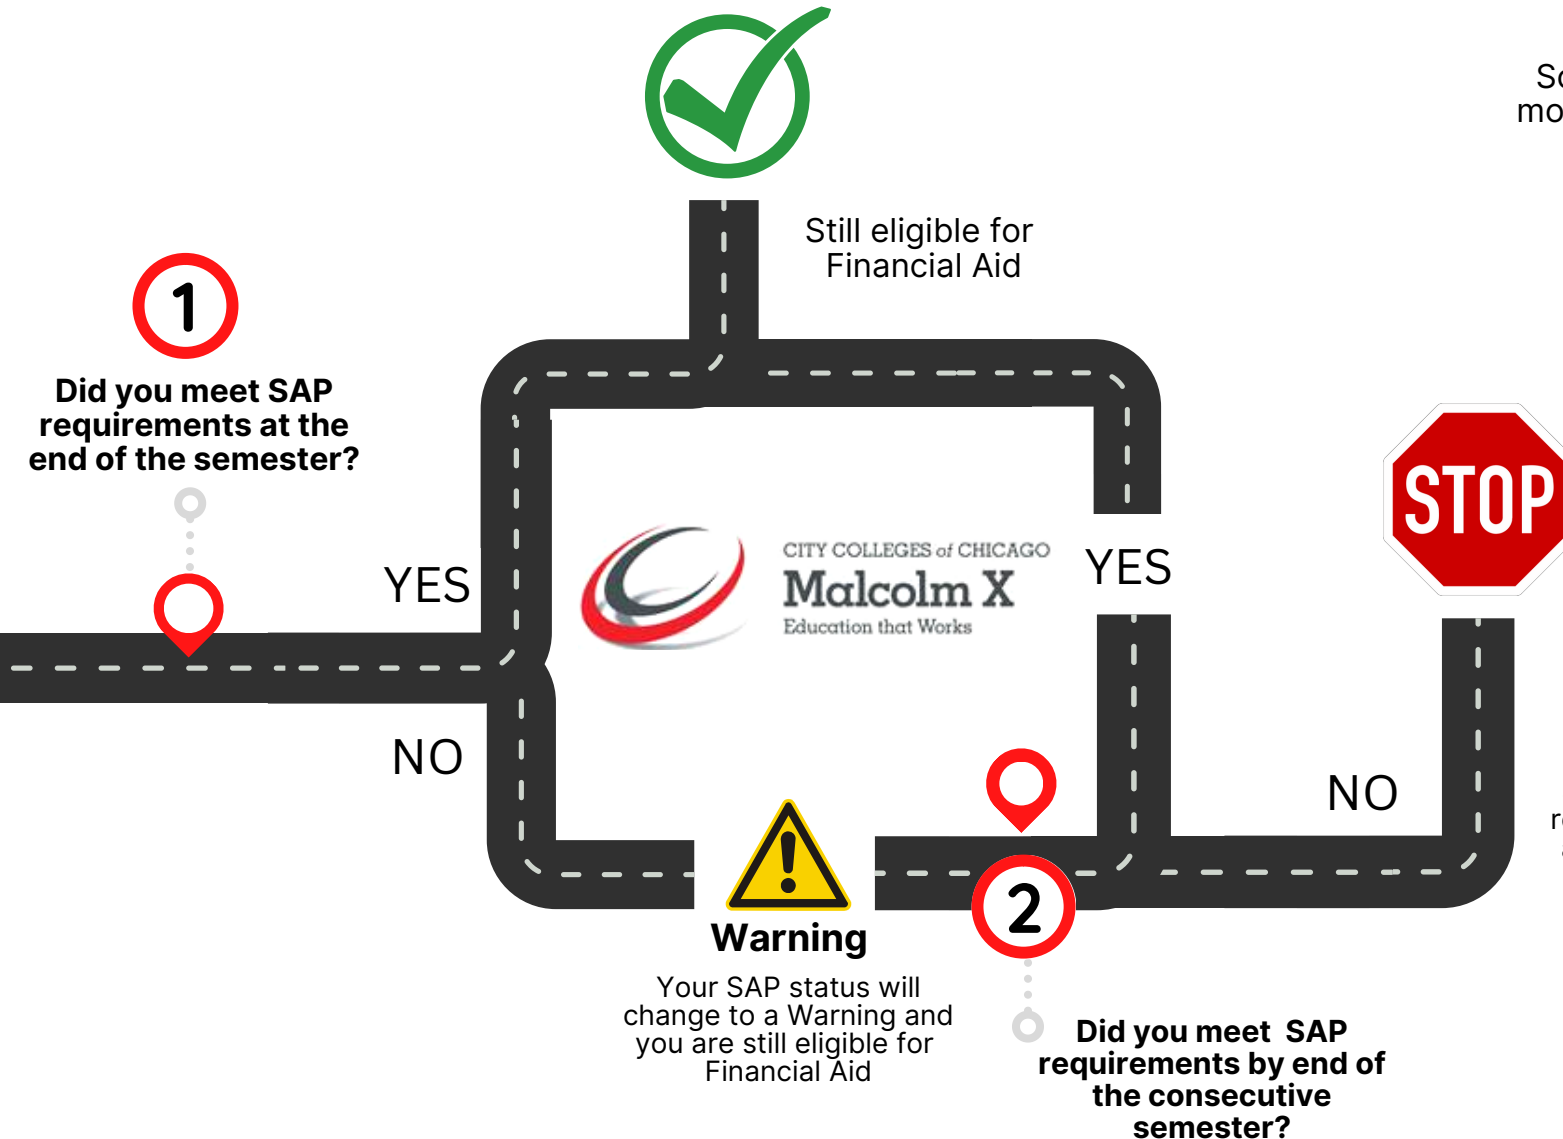 Still eligible for
Financial Aid
1
Did you meet SAP
requirements at the
end of the semester?
YES
CITY COLLEGES of CHICAGO
Malcolm X
Education that Works
YES
STOP
NO
NO
Warning
Your SAP status will
change to a Warning and
you are still eligible for
Financial Aid
2
Did you meet SAP
requirements by end of
the consecutive
semester?